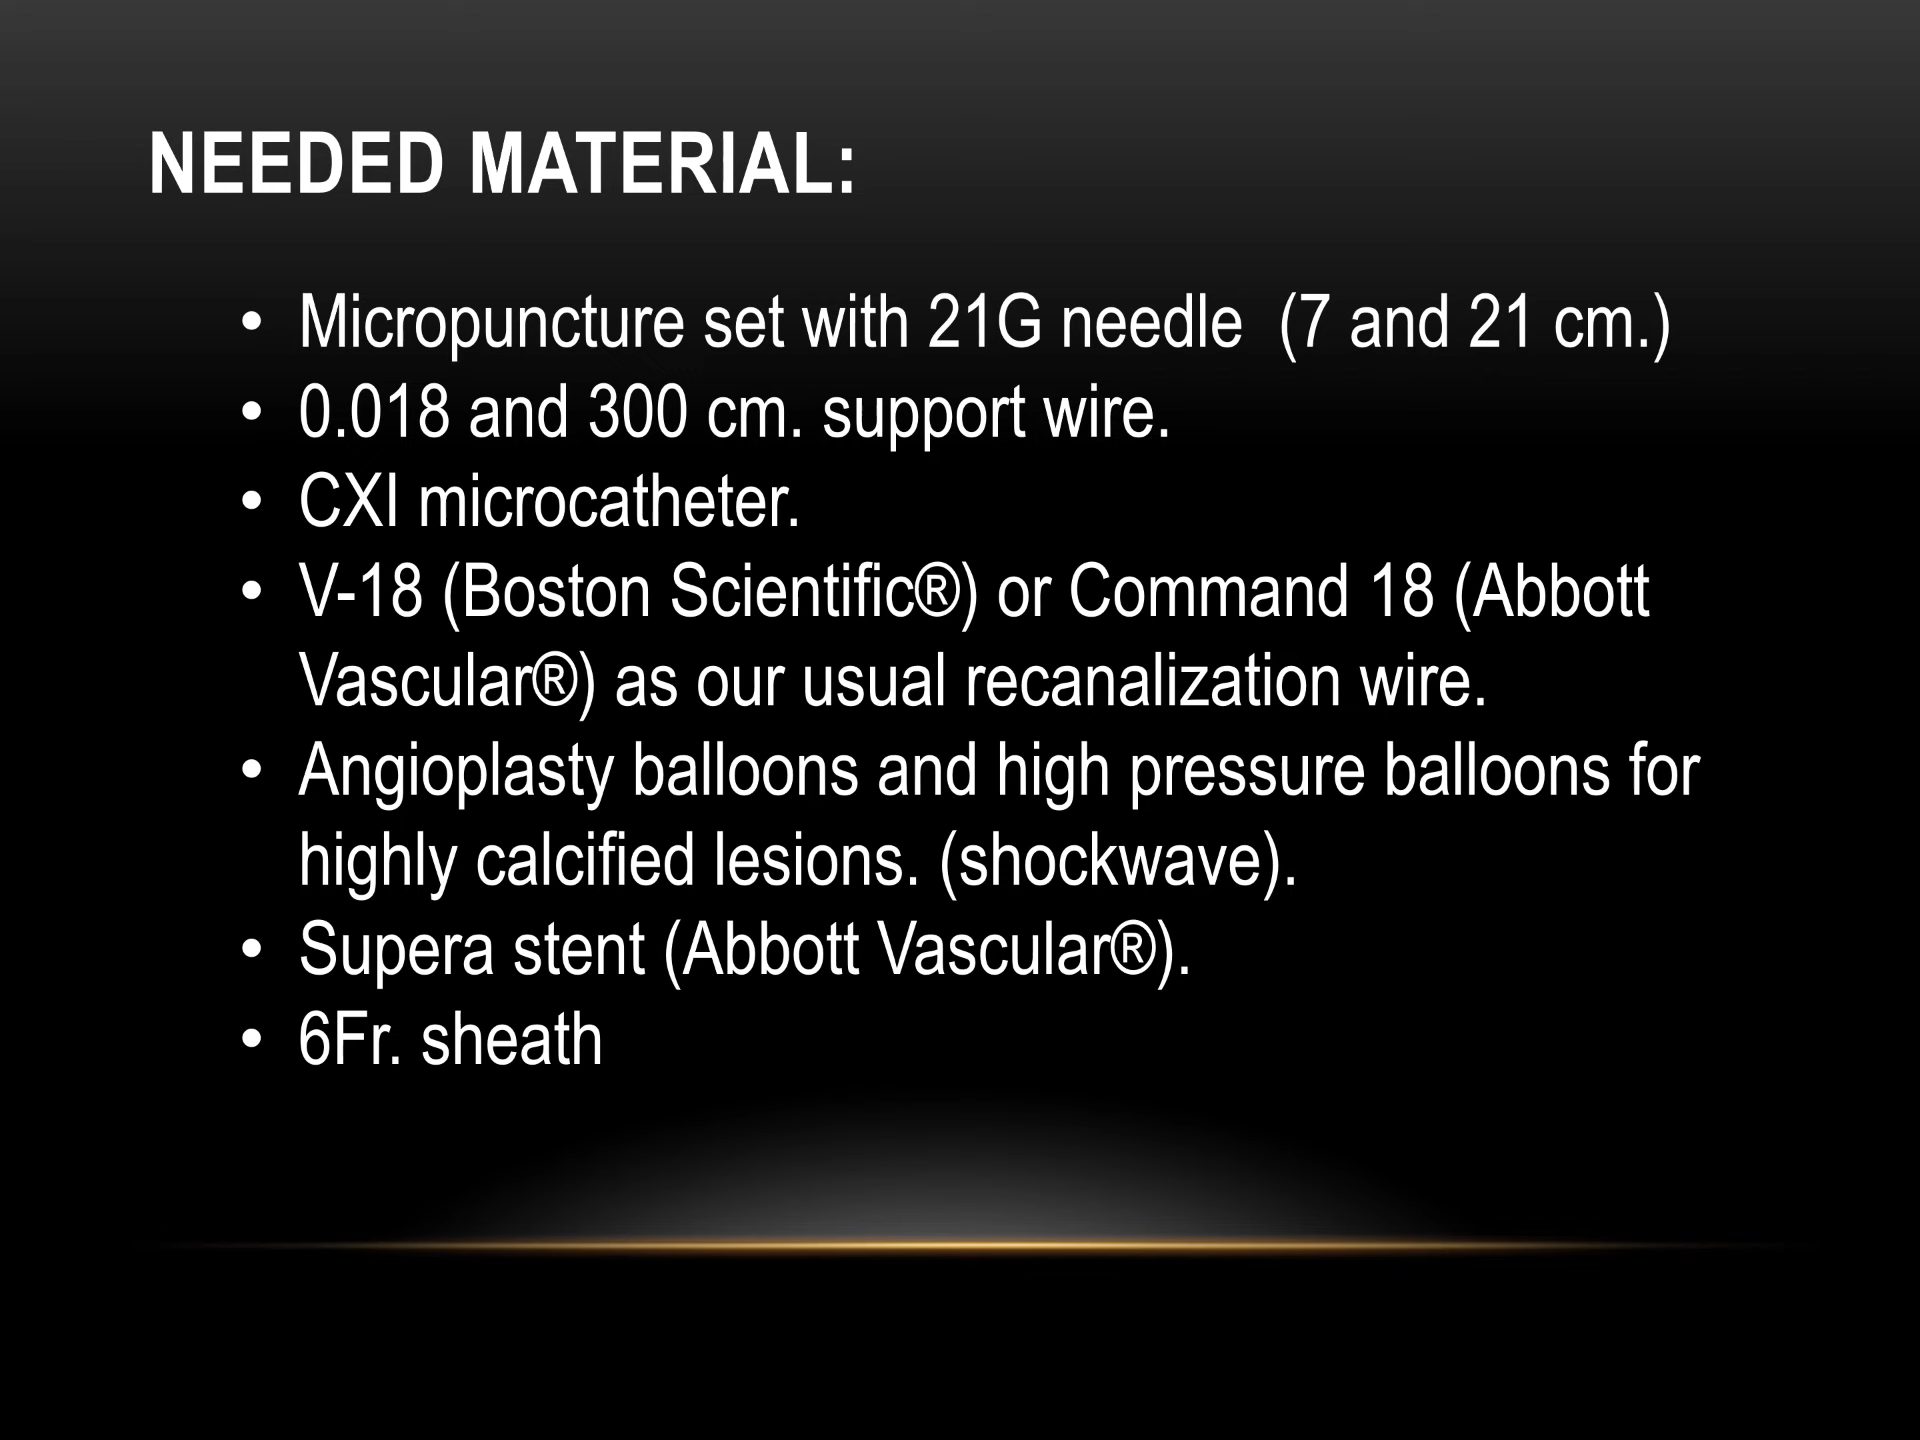 NEEDED MATERIAL:
• Micropuncture set with 21G needle  (7 and 21 cm.)
• 0.018 and 300 cm. support wire.
• CXI microcatheter.
• V-18 (Boston Scientific®) or Command 18 (Abbott
Vascular®) as our usual recanalization wire.
• Angioplasty balloons and high pressure balloons for
highly calcified lesions. (shockwave).
• Supera stent (Abbott Vascular®).
• 6Fr. sheath